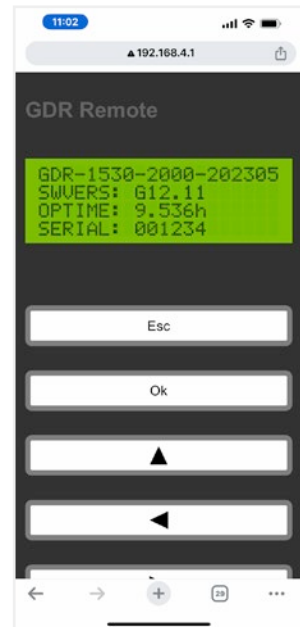 11:02
192.168.4.1
GDR Remote
GDR-1530-2000-202305
SWVERS: G12.11
OPTIME: 9.536h
SERIAL: 001234
Esc
Ok
29